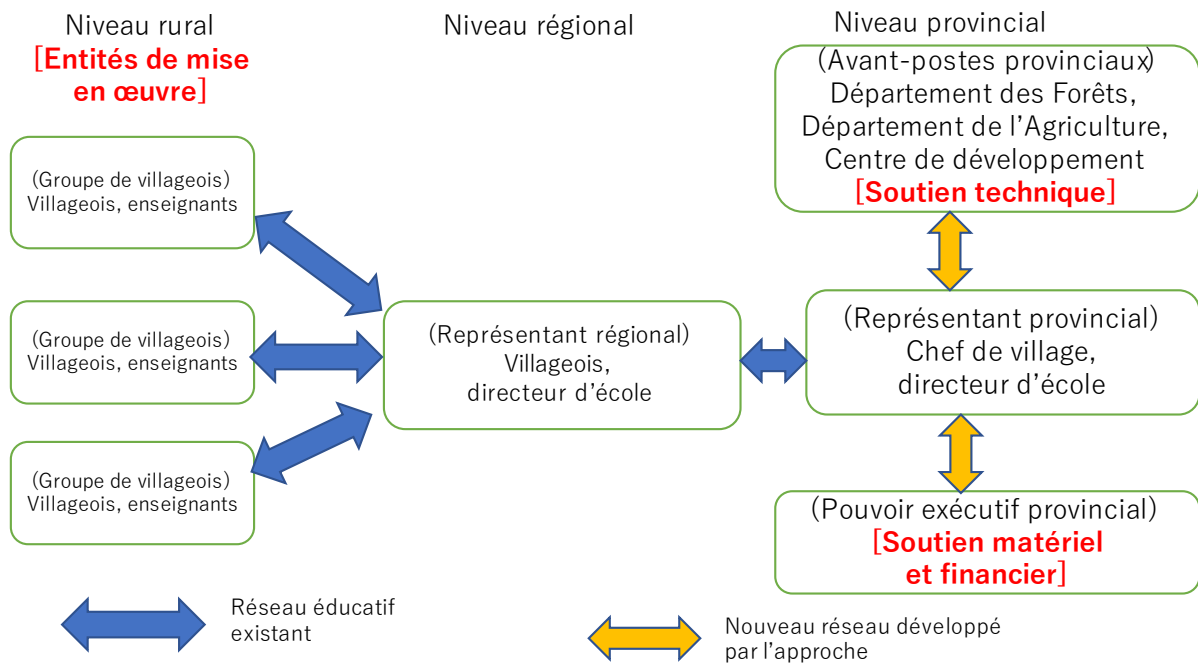 Niveau rural
[Entités de mise
en œuvre]
Niveau régional
Niveau provincial
(Groupe de villageois)
Villageois, enseignants
(Groupe de villageois)
Villageois, enseignants
(Groupe de villageois)
Villageois, enseignants
(Représentant régional)
Villageois,
directeur d’école
(Avant-postes provinciaux)
Département des Forêts,
Département de l’Agriculture,
Centre de développement
[Soutien technique]
(Représentant provincial)
Chef de village,
directeur d’école
(Pouvoir exécutif provincial)
[Soutien matériel
et financier]
Réseau éducatif
existant
Nouveau réseau développé
par l’approche